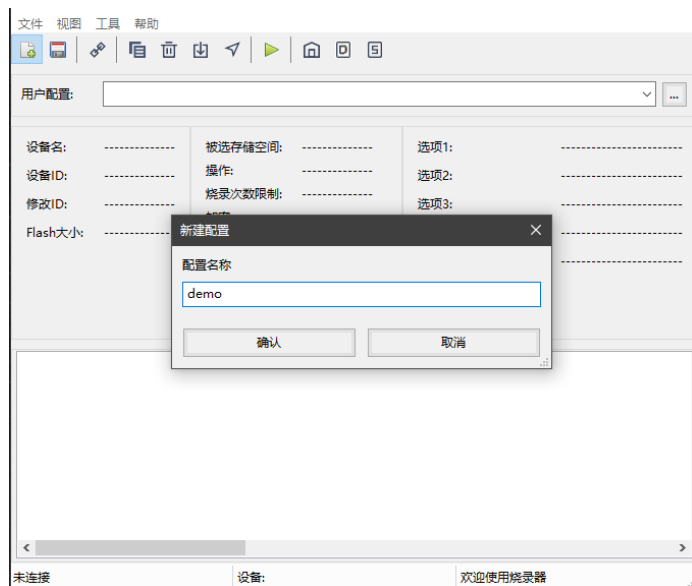 文件 视图 工具 帮助
D S
用户配置: ...
设备名: ------------- 被选存储空间: ------------- 选项1: ----------------------
设备ID: ------------- 操作: ------------- 选项2: ----------------------
修改ID: ------------- 烧录次数限制: ------------- 选项3: ----------------------
Flash大小: ------------ ----------------------
----------------------
新建配置
配置名称
demo
确认 取消
未连接 设备: 欢迎使用烧录器